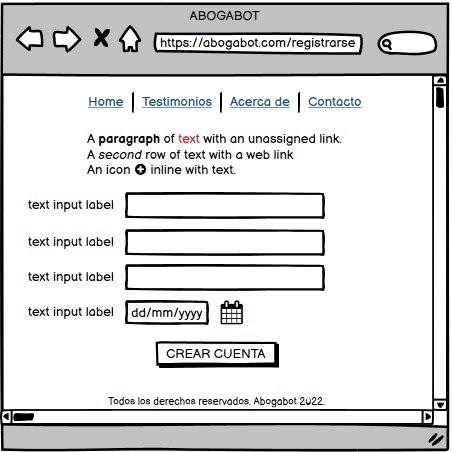 ABOGABOT
https://abogabot.com/registrarse
Home Testimonios Acerca de Contacto
A paragraph of text with an unassigned link.
A second row of text with a web link
An icon inline with text.
text input label
text input label
text input label
text input label dd/mm/yyyy
CREAR CUENTA
Todos los derechos reservados. Abogabot 2022.